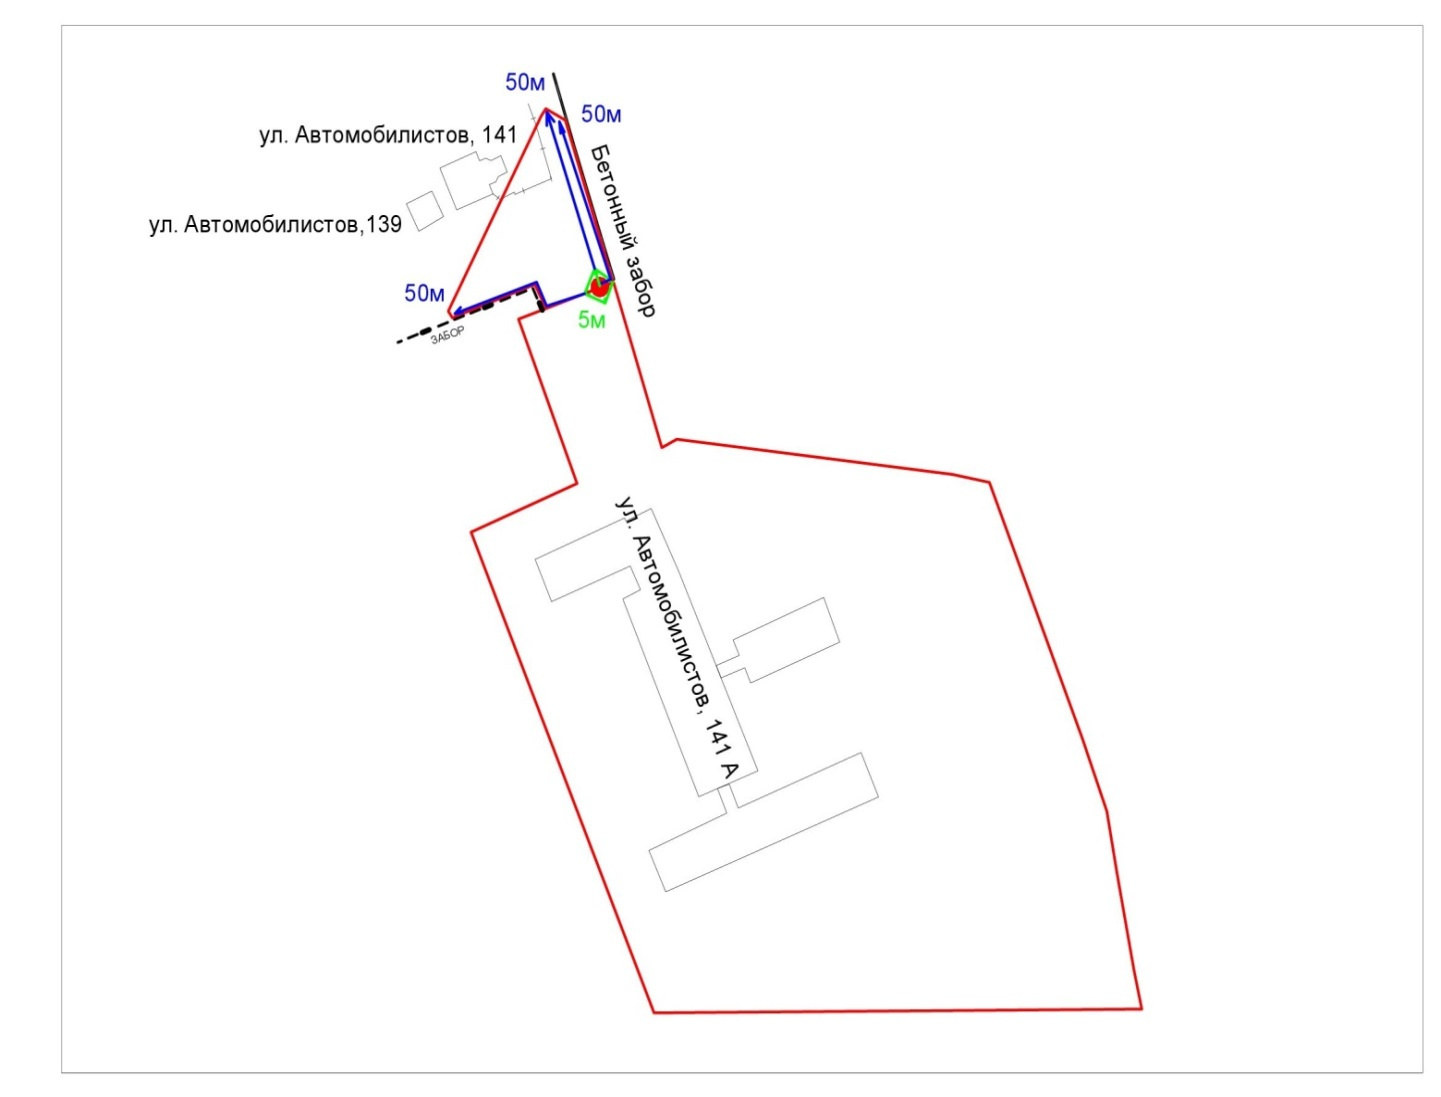 50м
50м
ул. Автомобилистов, 141
Бетонный забор
ул. Автомобилистов,139
50м
5м
ЗАБОР
ул. Автомобилистов, 141 А